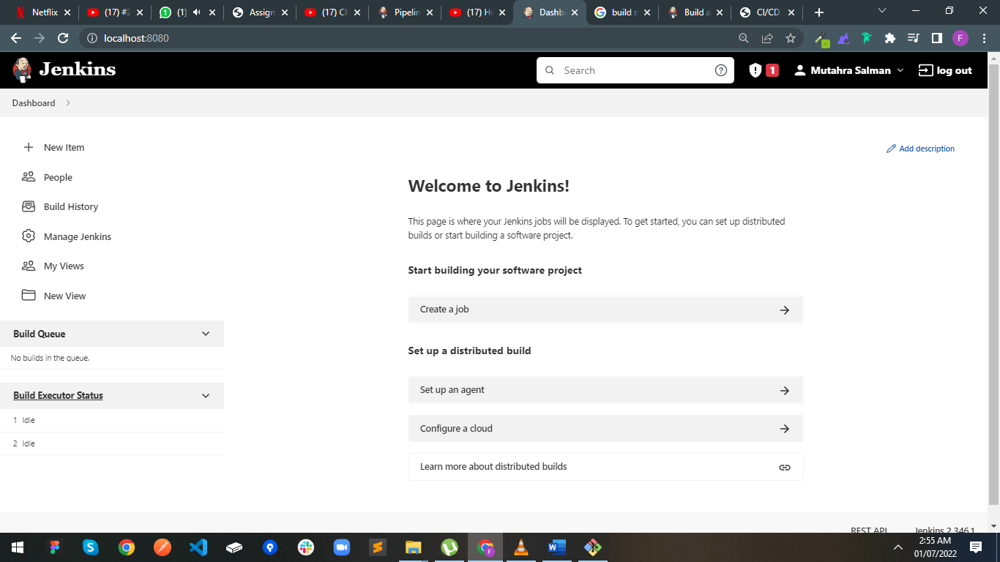 Netflix
(17) #2
(1)
Assign
(17) Cl
Pipelin
(17) Ho
Dashb
build r
Build a
CI/CD
localhost:8080
F
Jenkins
Search
1
Mutahra Salman
log out
Dashboard
New Item
People
Build History
Manage Jenkins
My Views
New View
Build Queue
No builds in the queue.
Build Executor Status
1 Idle
2 Idle
Add description
Welcome to Jenkins!
This page is where your Jenkins jobs will be displayed. To get started, you can set up distributed
builds or start building a software project.
Start building your software project
Create a job
Set up a distributed build
Set up an agent
Configure a cloud
Learn more about distributed builds
REST API
Jenkins 2.346.1
2:55 AM
01/07/2022